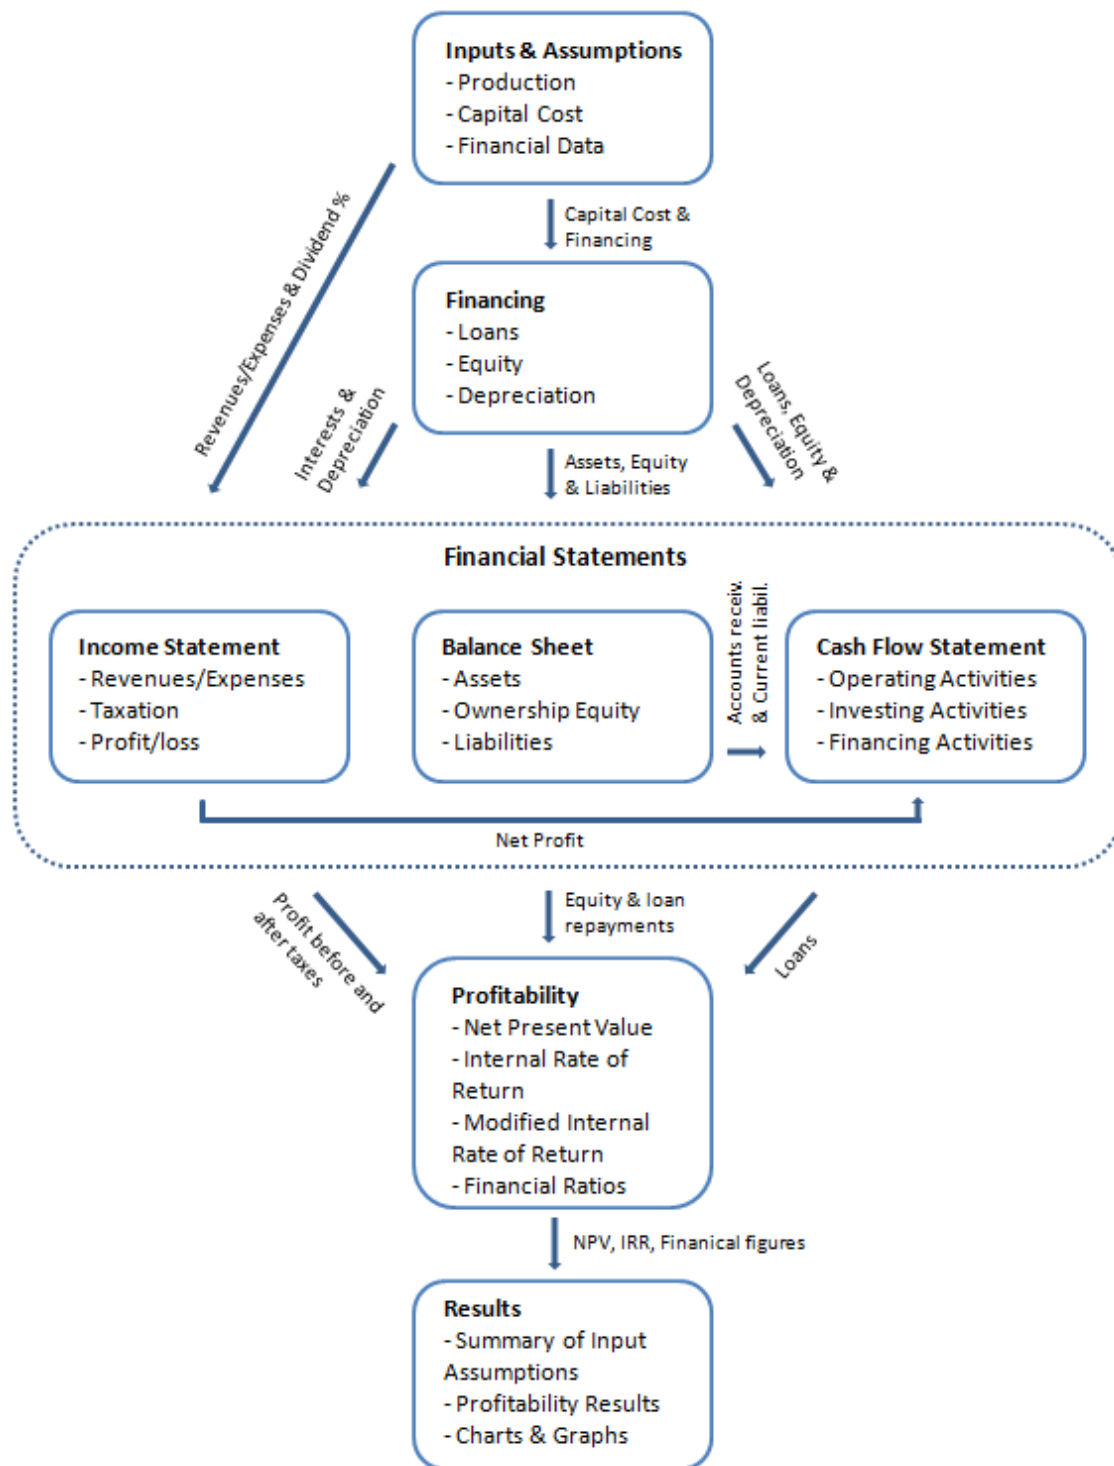 Inputs & Assumptions
- Production
- Capital Cost
- Financial Data
Revenues/Expenses & Dividend %
Capital Cost &
Financing
Financing
- Loans
- Equity
- Depreciation
Interests &
Depreciation
Assets, Equity
& Liabilities
Loans, Equity &
Depreciation
Financial Statements
Income Statement
- Revenues/Expenses
- Taxation
- Profit/loss
Balance Sheet
- Assets
- Ownership Equity
- Liabilities
Accounts receiv.
& Current liabil.
Cash Flow Statement
- Operating Activities
- Investing Activities
- Financing Activities
Net Profit
Profit before and
after taxes
Equity & loan
repayments
Loans
Profitability
- Net Present Value
- Internal Rate of
Return
- Modified Internal
Rate of Return
- Financial Ratios
NPV, IRR, Finanical figures
Results
- Summary of Input
Assumptions
- Profitability Results
- Charts & Graphs